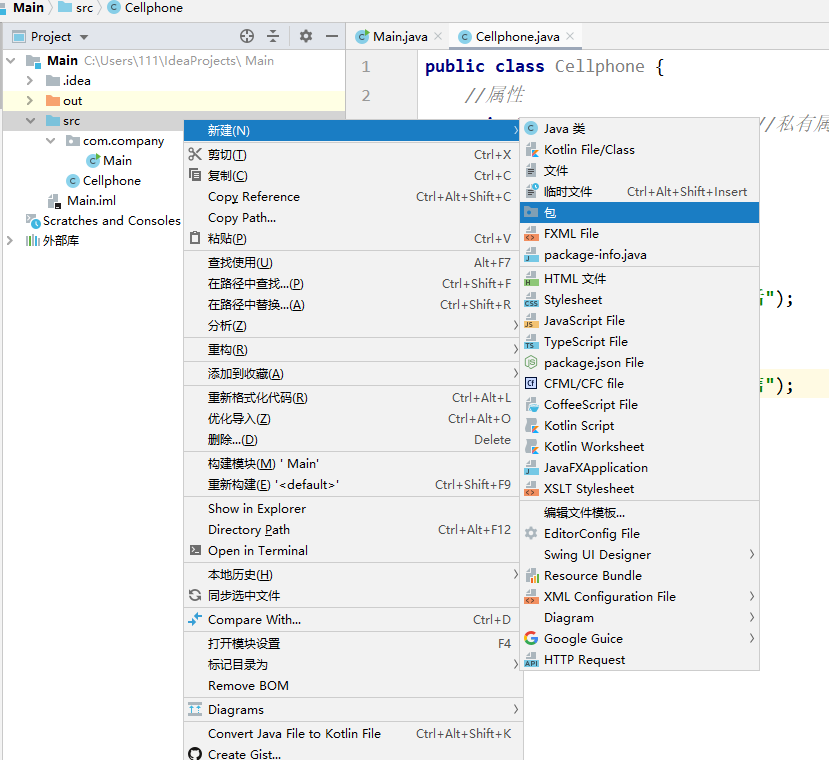 Main src Cellphone
Project
Main C:\Users\111\IdeaProjects\ Main
.idea
out
src
com.company
Main
Cellphone
Main.iml
Scratches and Consoles
外部库
Main.java Cellphone.java
1 public class Cellphone {
2 //属性
//私有属
");
");
新建(N)
剪切(T) Ctrl+X
复制(C) Ctrl+Alt+Shift+C
Copy Reference Ctrl+Alt+Shift+C
Copy Path...
粘贴(P) Ctrl+V
查找使用(U) Alt+F7
在路径中查找...(P) Ctrl+Shift+F
在路径中替换...(A) Ctrl+Shift+R
分析(Z)
重构(R)
添加到收藏(A)
重新格式化代码(R) Ctrl+Alt+L
优化导入(Z) Ctrl+Alt+O
删除...(D) Delete
构建模块(M) ' Main'
重新构建(E) '<default>' Ctrl+Shift+F9
Show in Explorer
Directory Path Ctrl+Alt+F12
Open in Terminal
本地历史(H)
同步选中文件
Compare With... Ctrl+D
打开模块设置 F4
标记目录为
Remove BOM
Diagrams
Convert Java File to Kotlin File Ctrl+Alt+Shift+K
Create Gist...
Java 类
Kotlin File/Class
文件
临时文件 Ctrl+Alt+Shift+Insert
包
FXML File
package-info.java
HTML 文件
Stylesheet
JavaScript File
TypeScript File
package.json File
CFML/CFC file
CoffeeScript File
Kotlin Script
Kotlin Worksheet
JavaFXApplication
XSLT Stylesheet
编辑文件模板...
EditorConfig File
Swing UI Designer
Resource Bundle
XML Configuration File
Diagram
Google Guice
HTTP Request